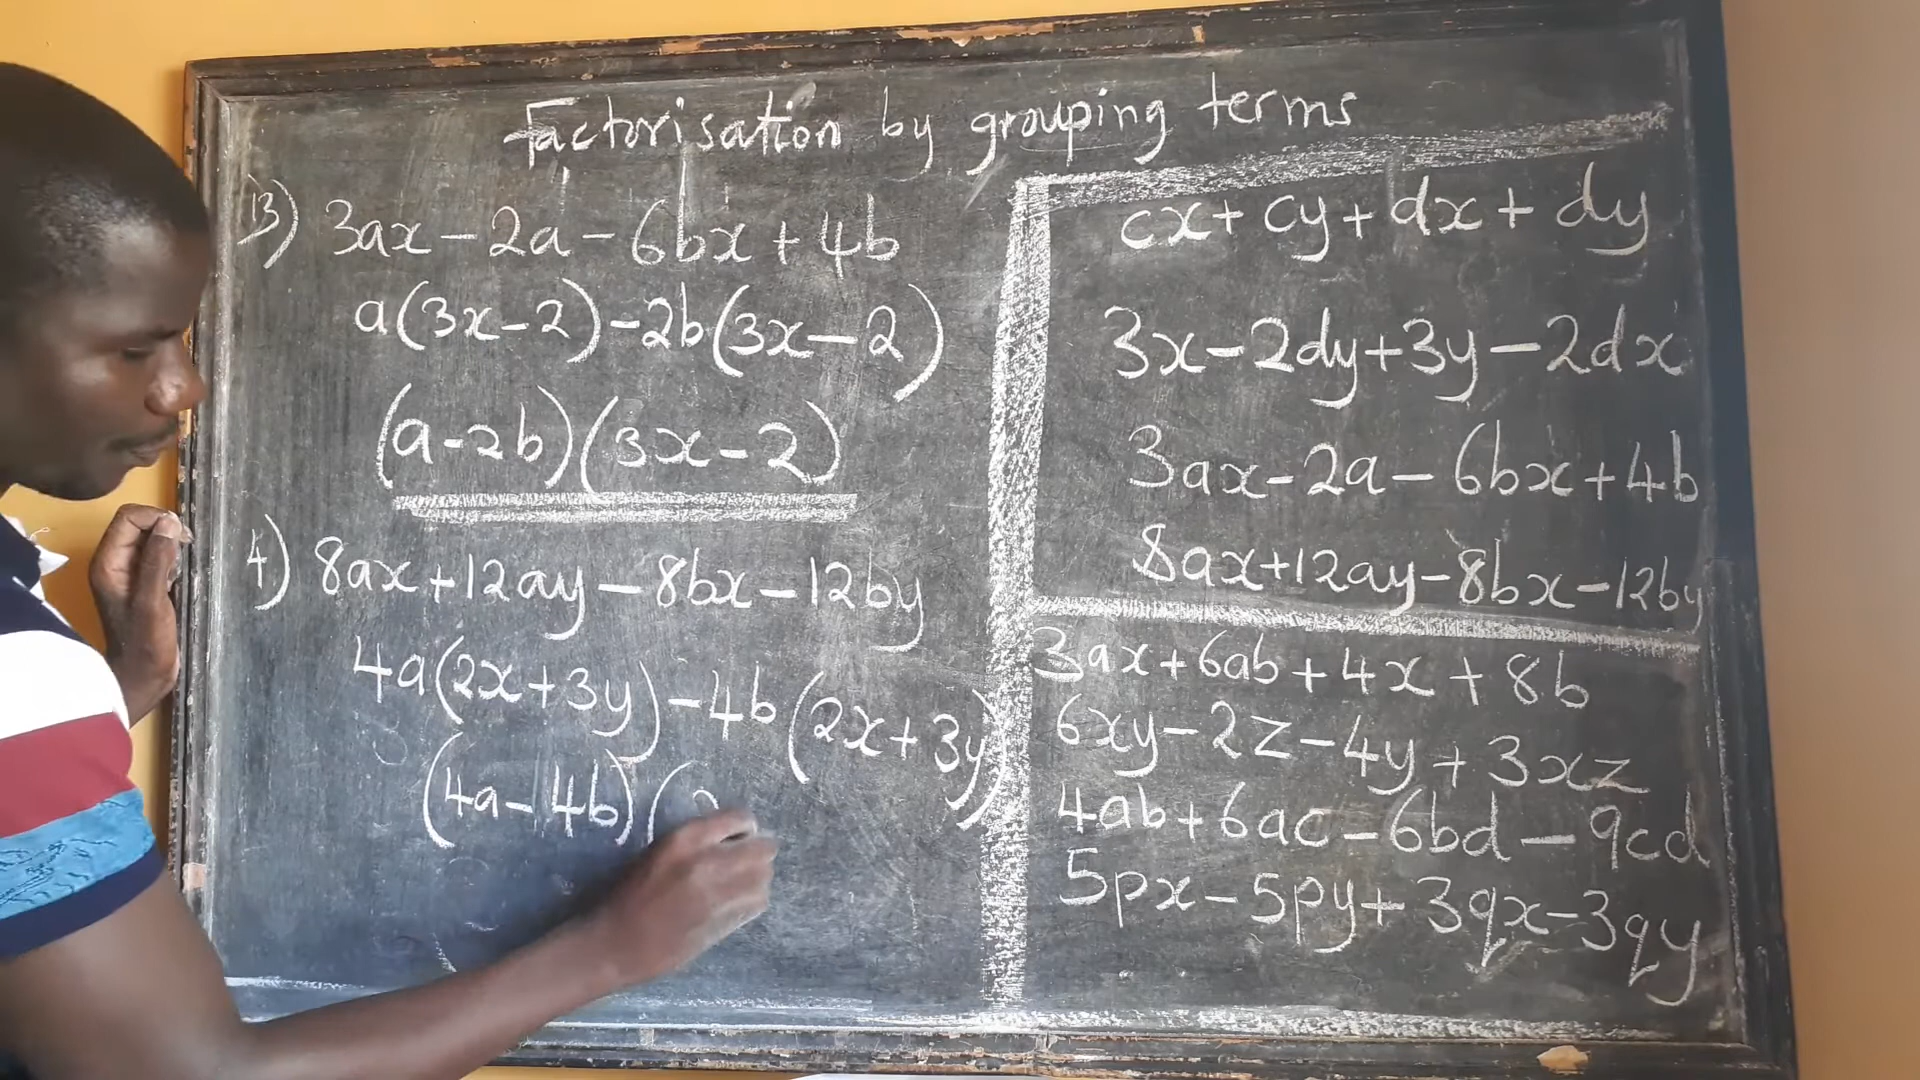 Factorisation by grouping terms
13) 3ax - 2a - 6bx + 4b
a(3x - 2) - 2b(3x - 2)
(a - 2b)(3x - 2)
4) 8ax + 12ay - 8bx - 12by
4a(2x + 3y) - 4b(2x + 3y)
(4a - 4b)(2
cx + cy + dx + dy
3x - 2dy + 3y - 2dx
3ax - 2a - 6bx + 4b
8ax + 12ay - 8bx - 12by
3ax + 6ab + 4x + 8b
6xy - 2z - 4y + 3xz
4ab + 6ac - 6bd - 9cd
5px - 5py + 3qx - 3qy